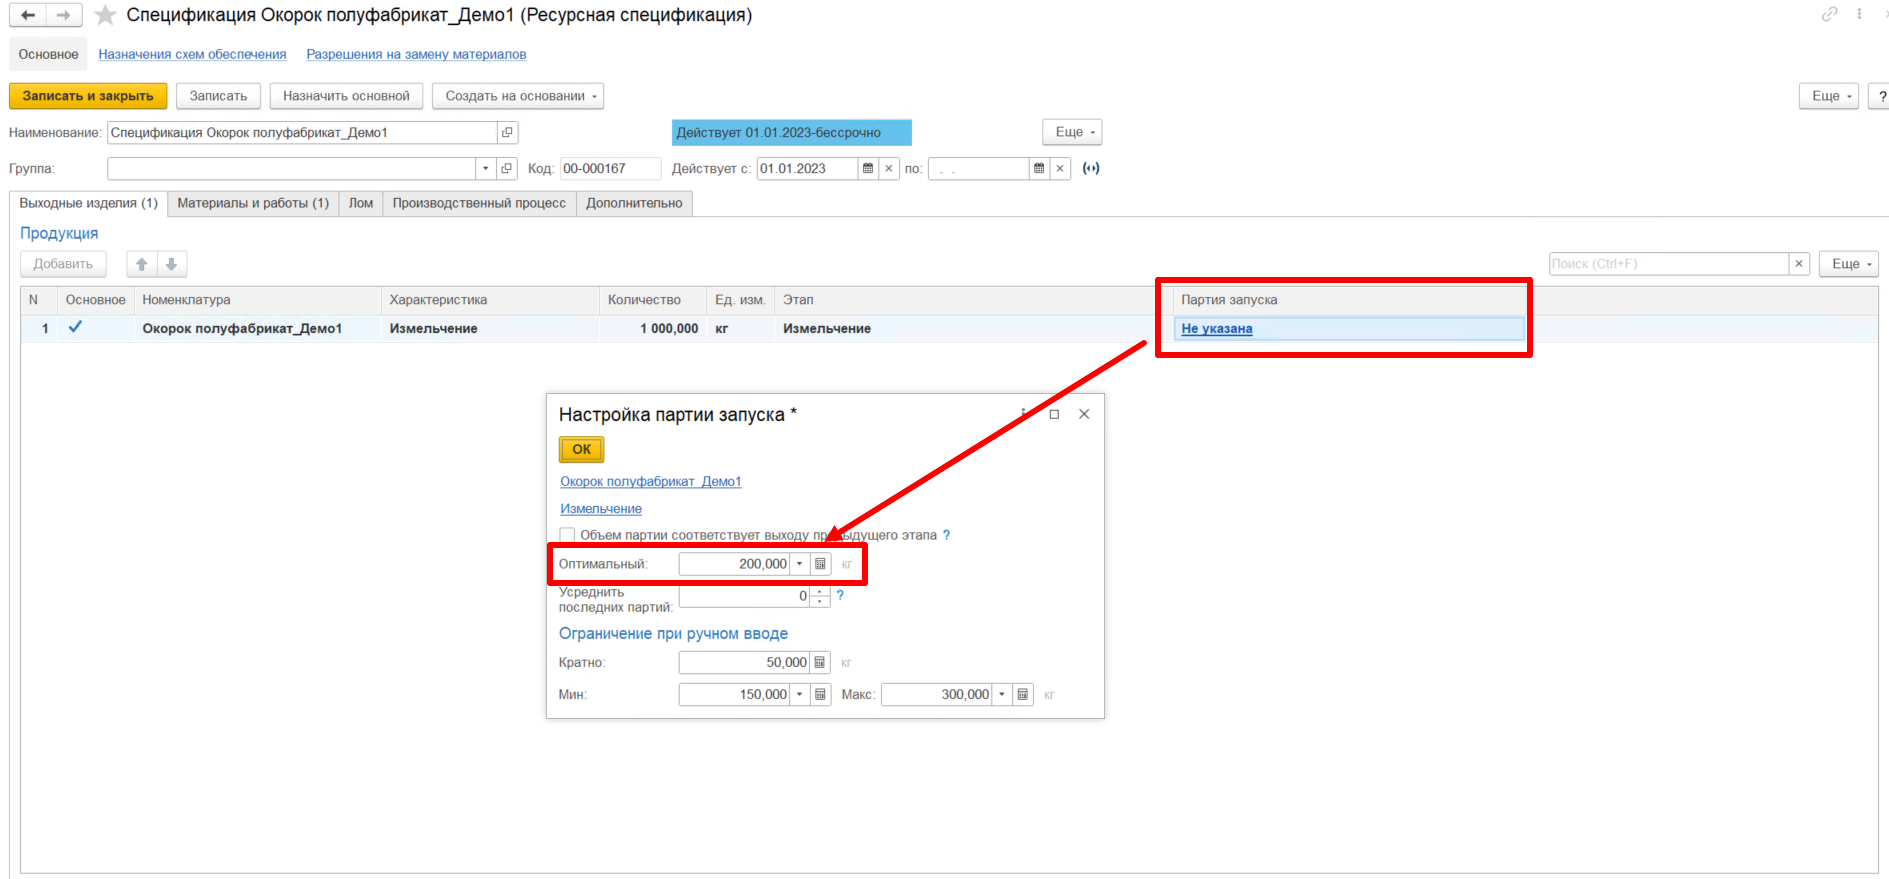 Спецификация Окорок полуфабрикат_Демо1 (Ресурсная спецификация)
Основное Назначения схем обеспечения Разрешения на замену материалов
Записать и закрыть Записать Назначить основной Создать на основании Еще ?
Наименование: Спецификация Окорок полуфабрикат_Демо1 Действует 01.01.2023-бессрочно Еще
Группа: Код: 00-000167 Действует с: 01.01.2023 по: . .
Выходные изделия (1) Материалы и работы (1) Лом Производственный процесс Дополнительно
Продукция
Добавить Поиск (Ctrl+F) Еще
N Основное Номенклатура Характеристика Количество Ед. изм. Этап Партия запуска
1 Окорок полуфабрикат_Демо1 Измельчение 1 000,000 кг Измельчение Не указана
Настройка партии запуска *
ОК
Окорок полуфабрикат_Демо1
Измельчение
Объем партии соответствует выходу предыдущего этапа ?
Оптимальный: 200,000 кг
Усреднить
последних партий: 0 ?
Ограничение при ручном вводе
Кратно: 50,000 кг
Мин: 150,000 Макс: 300,000 кг